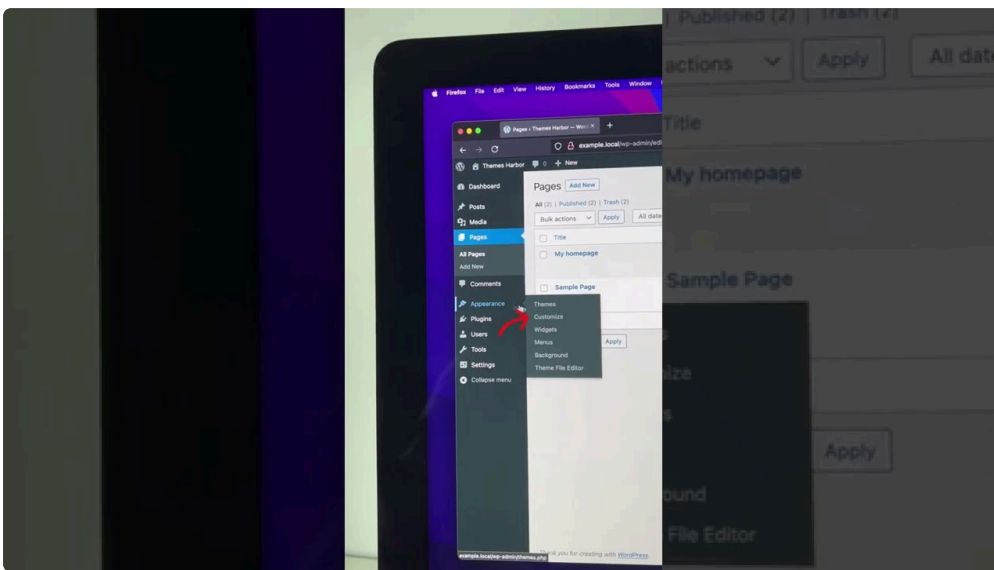 Firefox File Edit View History Bookmarks Tools Window
Pages ‹ Themes Harbor — Wor
example.local/wp-admin/edi
Themes Harbor 0 + New
Dashboard
Posts
Media
Pages
All Pages
Add New
Comments
Appearance
Plugins
Users
Tools
Settings
Collapse menu
Pages Add New
All (2) | Published (2) | Trash (2)
Bulk actions Apply All date
Title
My homepage
Sample Page
Themes
Customize
Widgets
Menus
Background
Theme File Editor
Apply
Thank you for creating with WordPress.
example.local/wp-admin/themes.php
| Published (2) | Trash (2)
actions Apply All date
Title
My homepage
Sample Page
s
ize
s
Apply
ound
File Editor